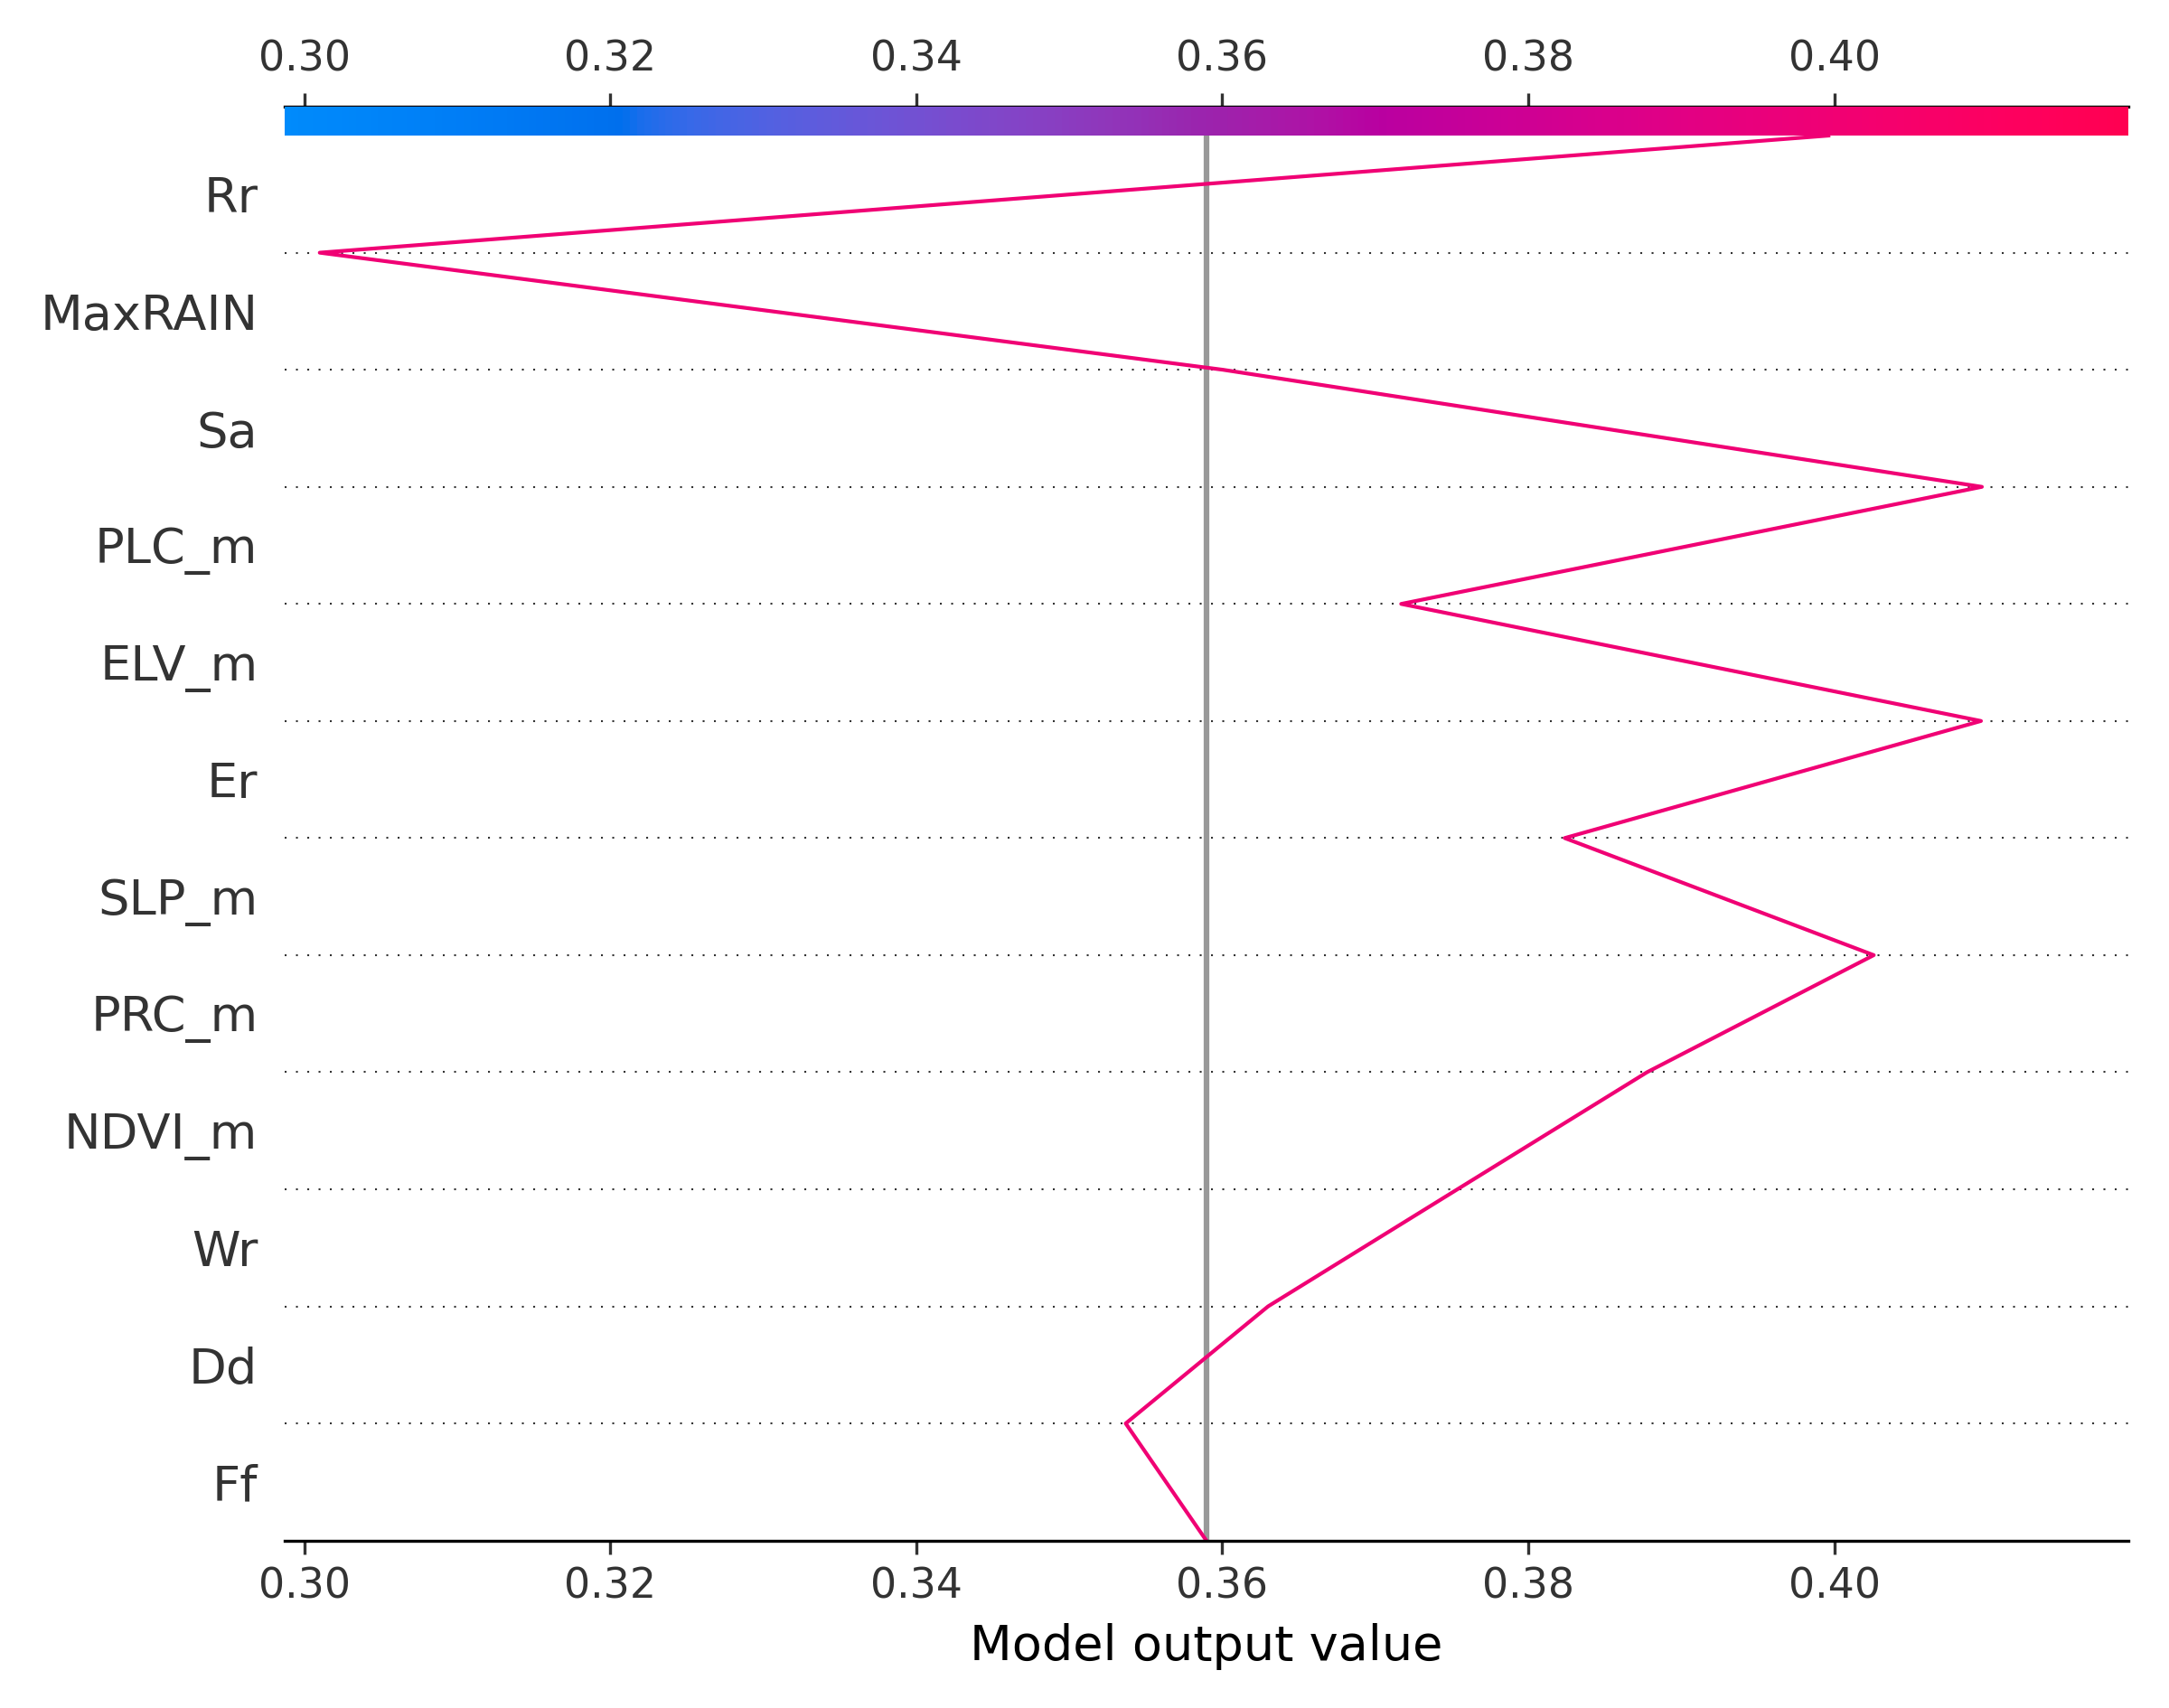 0.30 0.32 0.34 0.36 0.38 0.40
Rr
MaxRAIN
Sa
PLC_m
ELV_m
Er
SLP_m
PRC_m
NDVI_m
Wr
Dd
Ff
0.30 0.32 0.34 0.36 0.38 0.40
Model output value